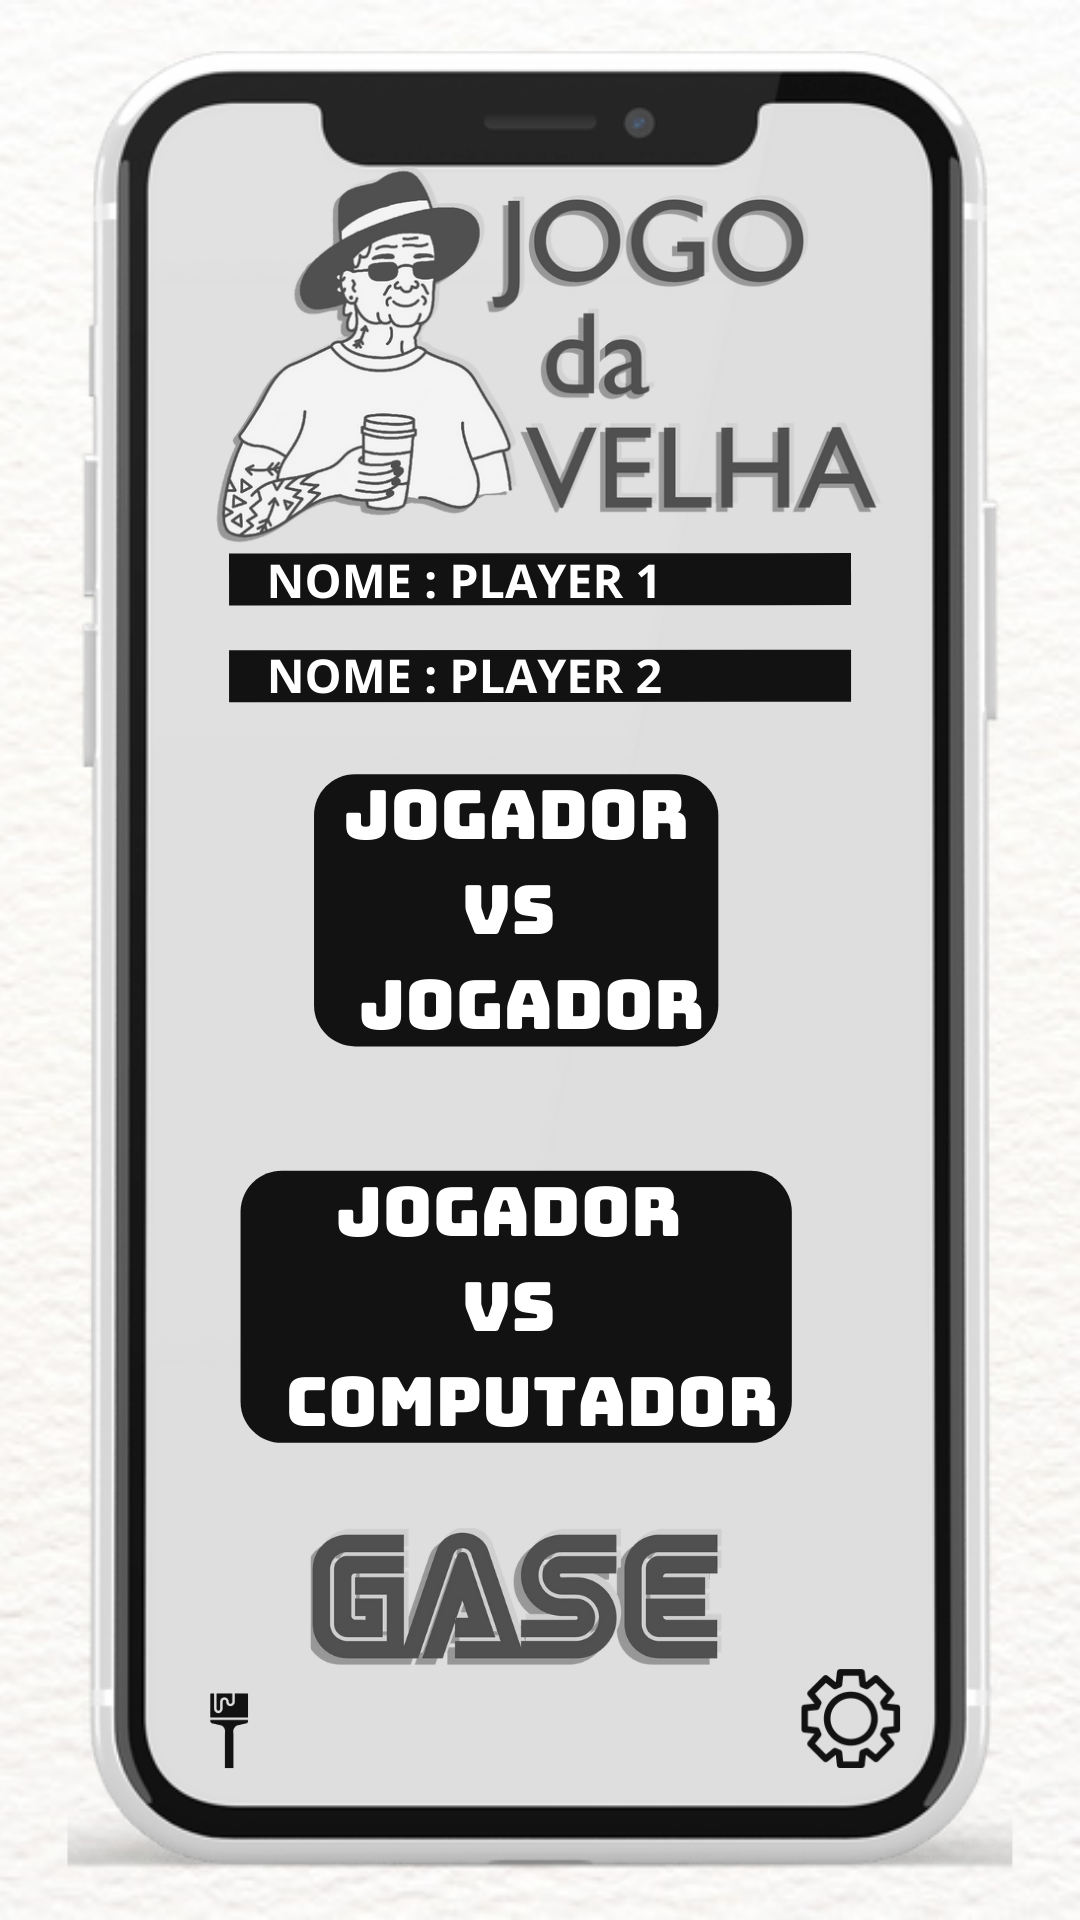 JOGO
da
VELHA
NOME : PLAYER 1
NOME : PLAYER 2
JOGADOR
VS
JOGADOR
JOGADOR
VS
COMPUTADOR
GASE